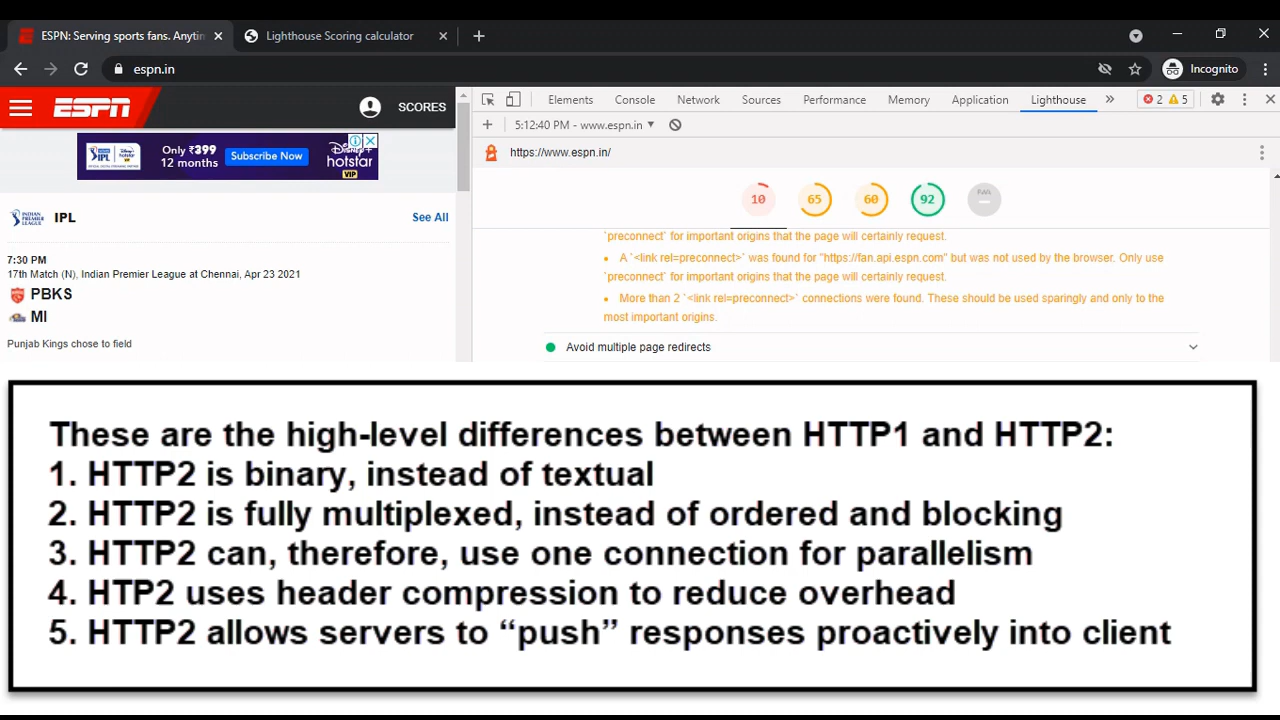 ESPN: Serving sports fans. Anytin
Lighthouse Scoring calculator
espn.in
Incognito
ESPN
SCORES
Only ₹399
12 months
Subscribe Now
Disney+
hotstar
VIP
INDIAN
PREMIER
LEAGUE
IPL
See All
7:30 PM
17th Match (N), Indian Premier League at Chennai, Apr 23 2021
PBKS
MI
Punjab Kings chose to field
Elements Console Network Sources Performance Memory Application Lighthouse 2 5
5:12:40 PM - www.espn.in
https://www.espn.in/
10 65 60 92
`preconnect` for important origins that the page will certainly request.
A `<link rel=preconnect>` was found for "https://fan.api.espn.com" but was not used by the browser. Only use
`preconnect` for important origins that the page will certainly request.
More than 2 `<link rel=preconnect>` connections were found. These should be used sparingly and only to the
most important origins.
Avoid multiple page redirects
These are the high-level differences between HTTP1 and HTTP2:
1. HTTP2 is binary, instead of textual
2. HTTP2 is fully multiplexed, instead of ordered and blocking
3. HTTP2 can, therefore, use one connection for parallelism
4. HTP2 uses header compression to reduce overhead
5. HTTP2 allows servers to “push” responses proactively into client